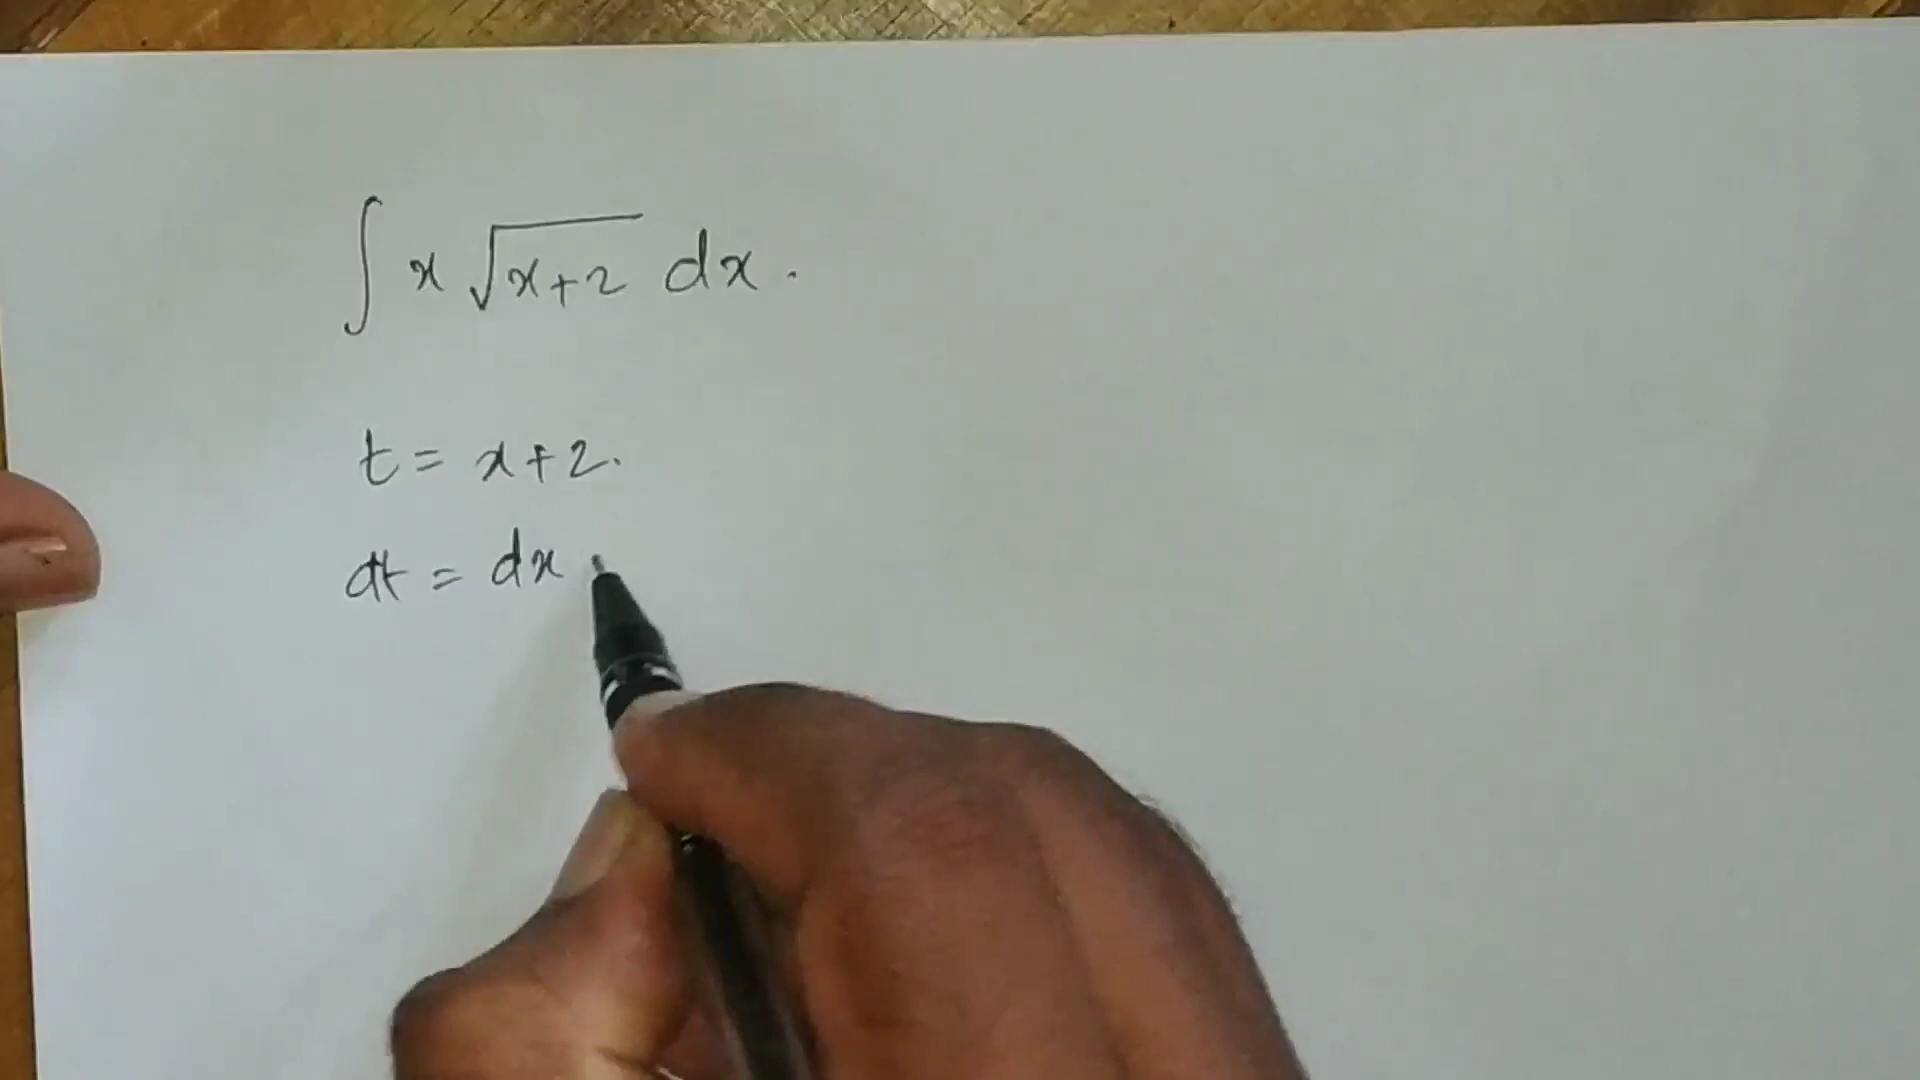 ∫ x √x+2 dx.
t = x+2.
dt = dx